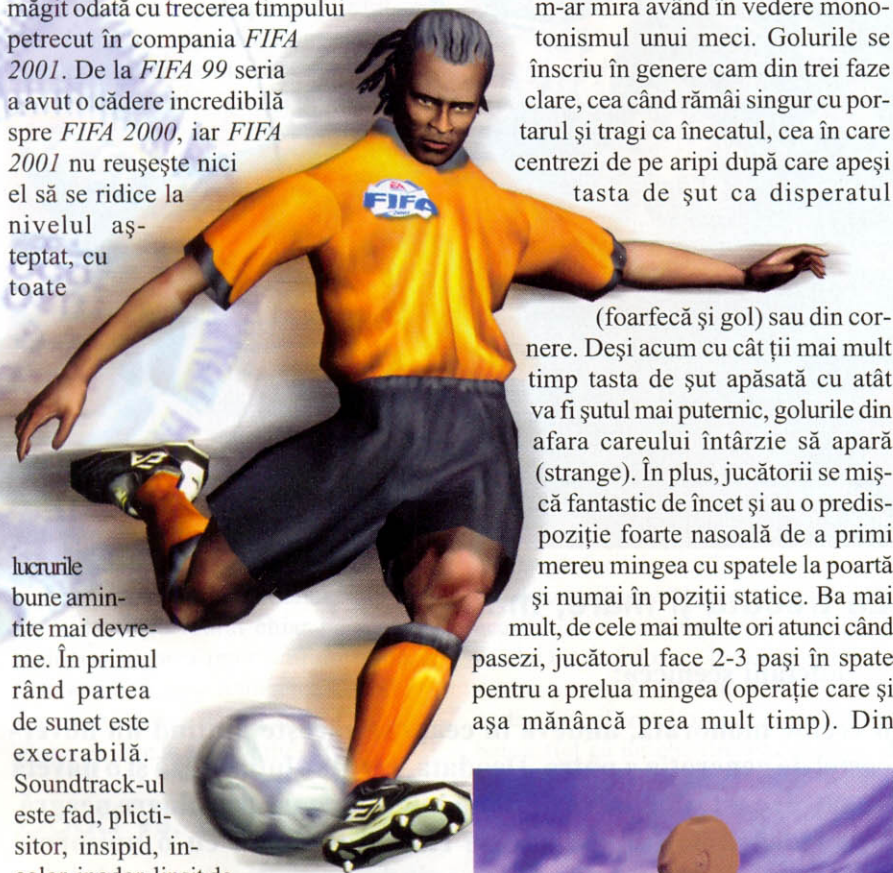 măgit odată cu trecerea timpului
petrecut în compania FIFA
2001. De la FIFA 99 seria
a avut o cădere incredibilă
spre FIFA 2000, iar FIFA
2001 nu reuşeşte nici
el să se ridice la
nivelul aş-
teptat, cu
toate
lucrurile
bune amin-
tite mai devre-
me. În primul
rând partea
de sunet este
execrabilă.
Soundtrack-ul
este fad, plicti-
sitor, insipid, in-
color, inodor, lipsit de
m-ar mira având în vedere mono-
tonismul unui meci. Golurile se
înscriu în genere cam din trei faze
clare, cea când rămâi singur cu por-
tarul şi tragi ca înecatul, cea în care
centrezi de pe aripi după care apeşi
tasta de şut ca disperatul
(foarfecă şi gol) sau din cor-
nere. Deşi acum cu cât ţii mai mult
timp tasta de şut apăsată cu atât
va fi şutul mai puternic, golurile din
afara careului întârzie să apară
(strange). În plus, jucătorii se miş-
că fantastic de încet şi au o predis-
poziţie foarte nasoală de a primi
mereu mingea cu spatele la poartă
şi numai în poziţii statice. Ba mai
mult, de cele mai multe ori atunci când
pasezi, jucătorul face 2-3 paşi în spate
pentru a prelua mingea (operaţie care şi
aşa mănâncă prea mult timp). Din
EA
FIFA
2001